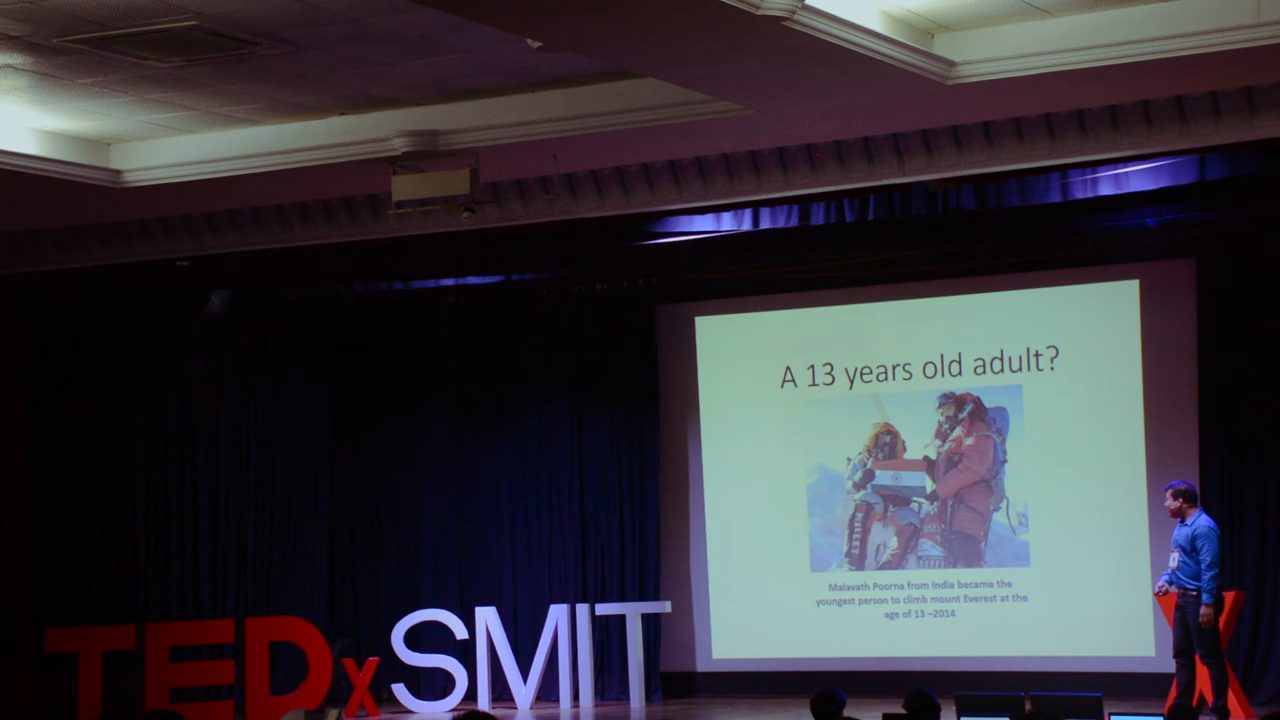 A 13 years old adult?
MILLET
Malavath Poorna from India became the
youngest person to climb mount Everest at the
age of 13 –2014
TEDxSMIT
X